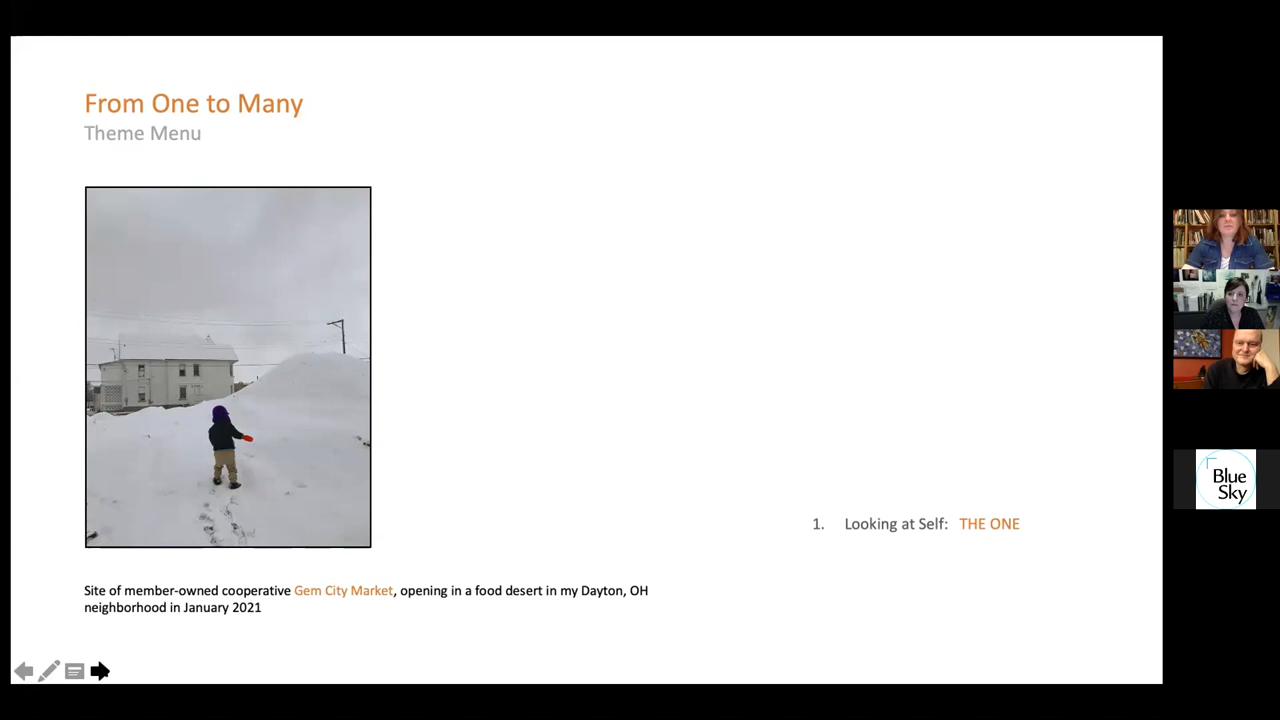 From One to Many
Theme Menu
1. Looking at Self: THE ONE
Site of member-owned cooperative Gem City Market, opening in a food desert in my Dayton, OH
neighborhood in January 2021
Blue
Sky